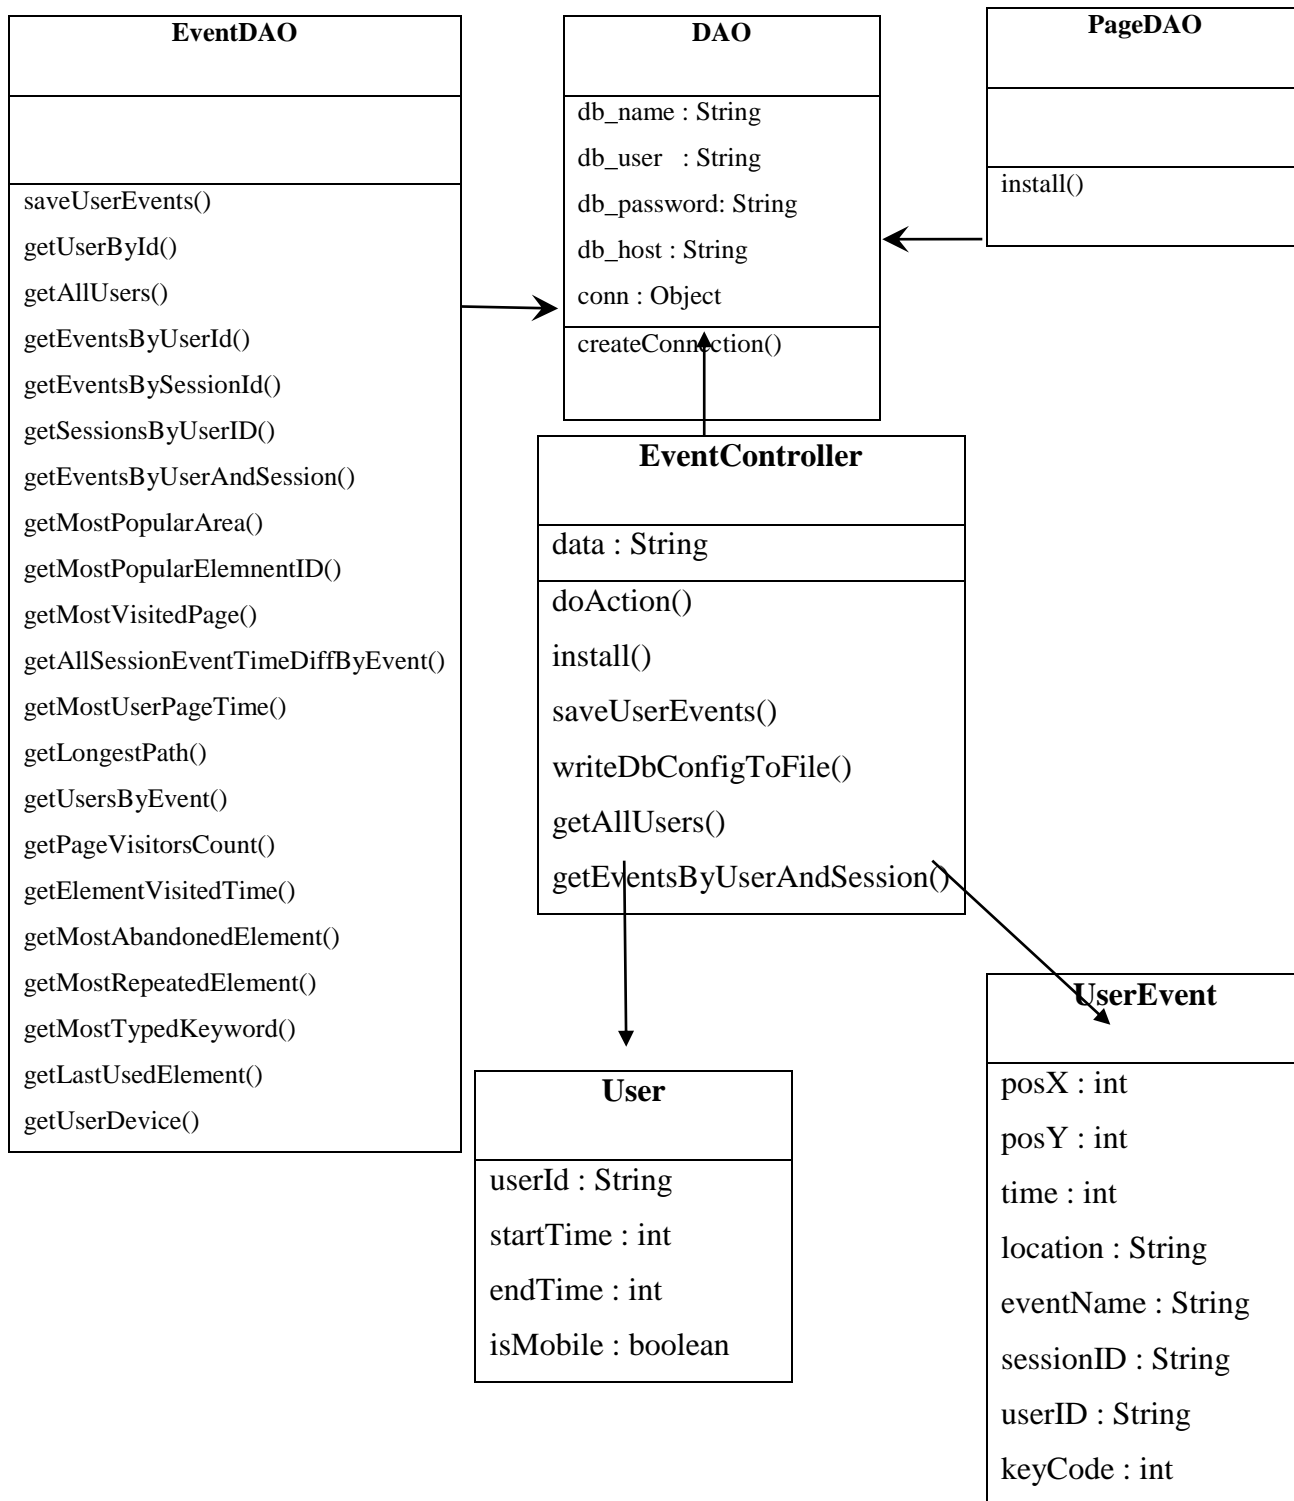 EventDAO
saveUserEvents()
getUserById()
getAllUsers()
getEventsByUserId()
getEventsBySessionId()
getSessionsByUserID()
getEventsByUserAndSession()
getMostPopularArea()
getMostPopularElemnentID()
getMostVisitedPage()
getAllSessionEventTimeDiffByEvent()
getMostUserPageTime()
getLongestPath()
getUsersByEvent()
getPageVisitorsCount()
getElementVisitedTime()
getMostAbandonedElement()
getMostRepeatedElement()
getMostTypedKeyword()
getLastUsedElement()
getUserDevice()
DAO
db_name : String
db_user : String
db_password: String
db_host : String
conn : Object
createConnection()
PageDAO
install()
EventController
data : String
doAction()
install()
saveUserEvents()
writeDbConfigToFile()
getAllUsers()
getEventsByUserAndSession()
User
userId : String
startTime : int
endTime : int
isMobile : boolean
UserEvent
posX : int
posY : int
time : int
location : String
eventName : String
sessionID : String
userID : String
keyCode : int